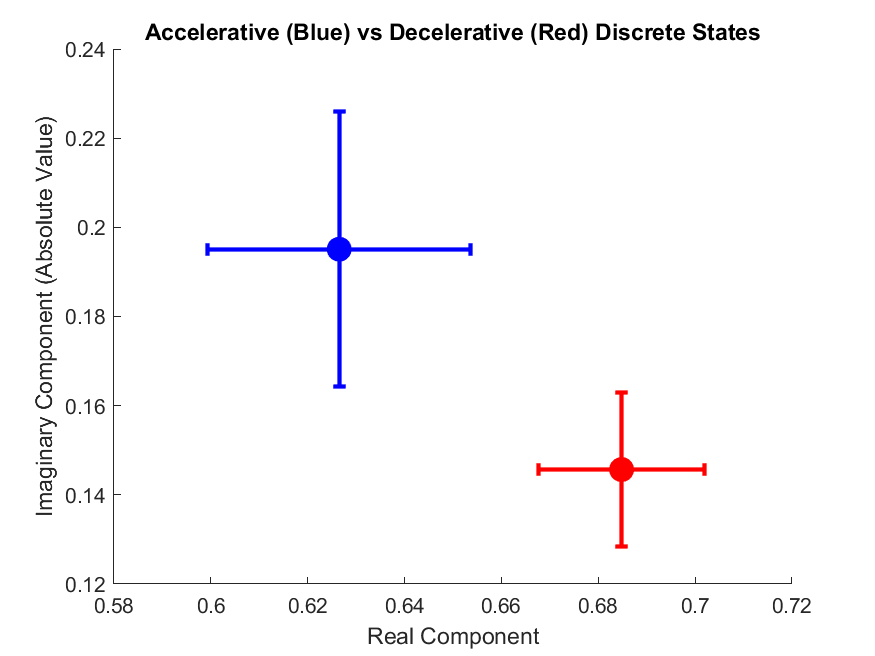 Accelerative (Blue) vs Decelerative (Red) Discrete States
0.24
0.22
0.2
0.18
0.16
0.14
0.12
Imaginary Component (Absolute Value)
0.58 0.6 0.62 0.64 0.66 0.68 0.7 0.72
Real Component